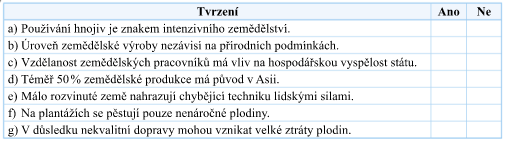 Tvrzení Ano Ne
a) Používání hnojiv je znakem intenzivního zemědělství.
b) Úroveň zemědělské výroby nezávisí na přírodních podmínkách.
c) Vzdělanost zemědělských pracovníků má vliv na hospodářskou vyspělost státu.
d) Téměř 50 % zemědělské produkce má původ v Asii.
e) Málo rozvinuté země nahrazují chybějící techniku lidskými silami.
f) Na plantážích se pěstují pouze nenáročné plodiny.
g) V důsledku nekvalitní dopravy mohou vznikat velké ztráty plodin.